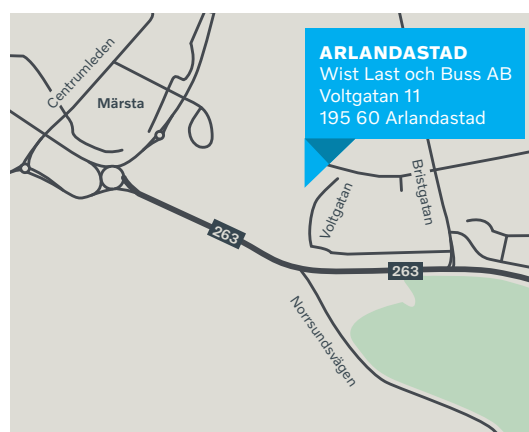 Centrumleden
Märsta
ARLANDASTAD
Wist Last och Buss AB
Voltgatan 11
195 60 Arlandastad
Voltgatan
Bristgatan
263
263
Norrsundsvägen